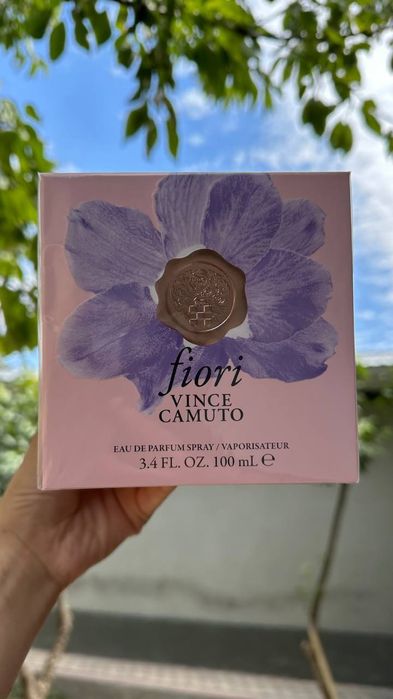 fiori
VINCE
CAMUTO
EAU DE PARFUM SPRAY / VAPORISATEUR
3.4 FL. OZ. 100 mL ℮